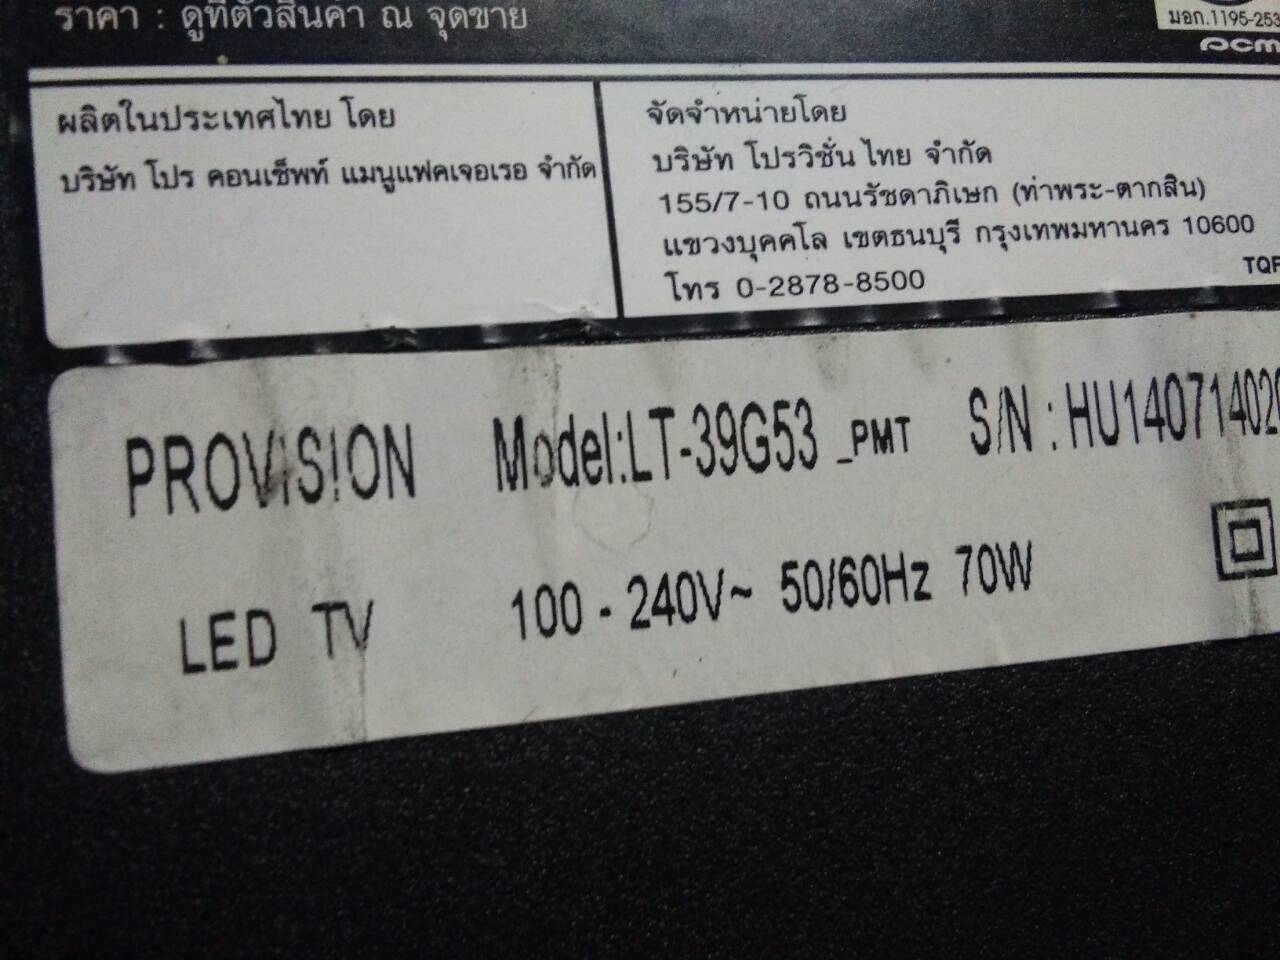 ราคา : ดูที่ตัวสินค้า ณ จุดขาย
มอก.1195-253
pcm
ผลิตในประเทศไทย โดย
บริษัท โปร คอนเซ็พท์ แมนูแฟคเจอเรอ จำกัด
จัดจำหน่ายโดย
บริษัท โปรวิชั่น ไทย จำกัด
155/7-10 ถนนรัชดาภิเษก (ท่าพระ-ตากสิน)
แขวงบุคคโล เขตธนบุรี กรุงเทพมหานคร 10600
โทร 0-2878-8500
TQF
PROVISION Model:LT-39G53 _PMT S/N : HU14071402
LED TV 100 - 240V~ 50/60Hz 70W